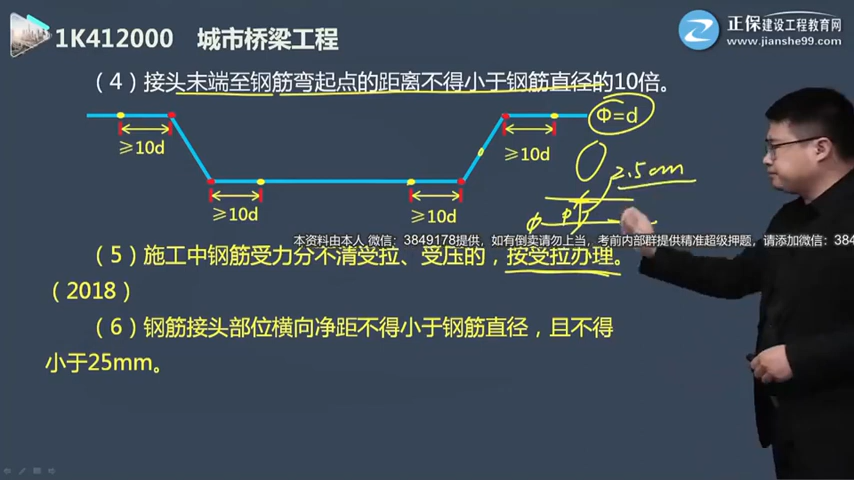 1K412000 城市桥梁工程
正保建设工程教育网
www.jianshe99.com
（4）接头末端至钢筋弯起点的距离不得小于钢筋直径的10倍。
Φ=d
≥10d
≥10d
≥10d
≥10d
2.5cm
Φ
本资料由本人 微信：3849178提供，如有倒卖请勿上当，考前内部群提供精准超级押题，请添加微信：384
（5）施工中钢筋受力分不清受拉、受压的，按受拉办理。
（2018）
（6）钢筋接头部位横向净距不得小于钢筋直径，且不得
小于25mm。